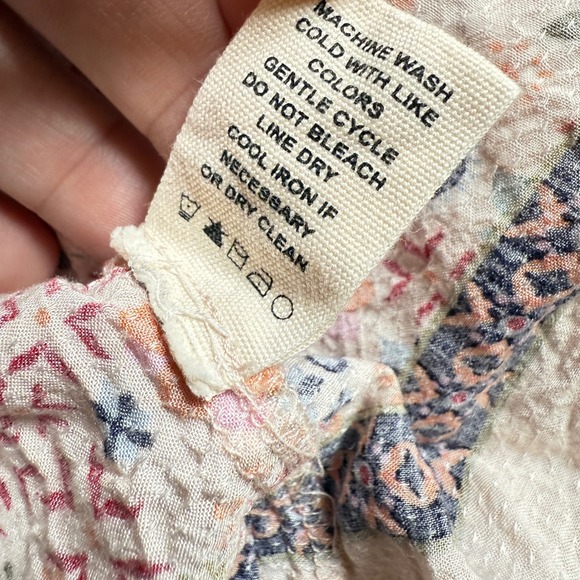 MACHINE WASH
COLD WITH LIKE
COLORS
GENTLE CYCLE
DO NOT BLEACH
LINE DRY
COOL IRON IF
NECESSARY
OR DRY CLEAN